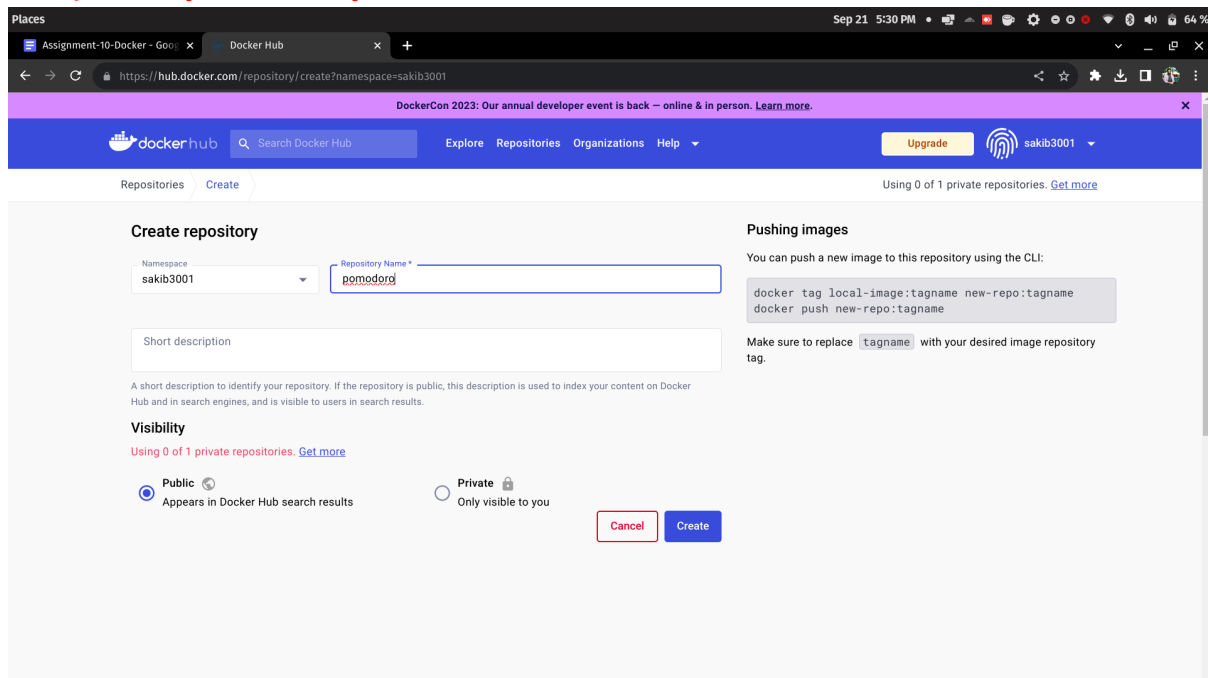 Places
Sep 21 5:30 PM
64 %
Assignment-10-Docker - Goog
Docker Hub
https://hub.docker.com/repository/create?namespace=sakib3001
DockerCon 2023: Our annual developer event is back — online & in person. Learn more.
dockerhub
Search Docker Hub
Explore Repositories Organizations Help
Upgrade
sakib3001
Repositories
Create
Using 0 of 1 private repositories. Get more
Create repository
Namespace
sakib3001
Repository Name *
pomodoro
Short description
A short description to identify your repository. If the repository is public, this description is used to index your content on Docker
Hub and in search engines, and is visible to users in search results.
Visibility
Using 0 of 1 private repositories. Get more
Public
Appears in Docker Hub search results
Private
Only visible to you
Cancel
Create
Pushing images
You can push a new image to this repository using the CLI:
docker tag local-image:tagname new-repo:tagname
docker push new-repo:tagname
Make sure to replace tagname with your desired image repository
tag.